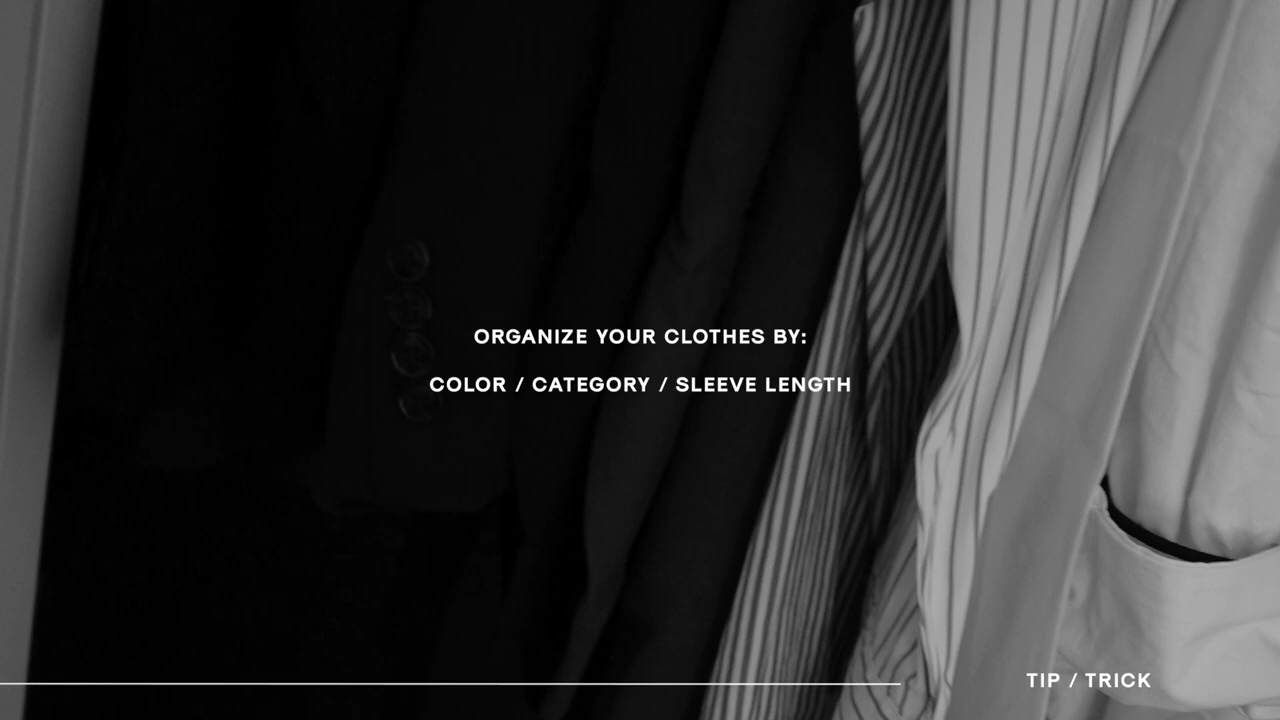 ORGANIZE YOUR CLOTHES BY:
COLOR / CATEGORY / SLEEVE LENGTH
TIP / TRICK